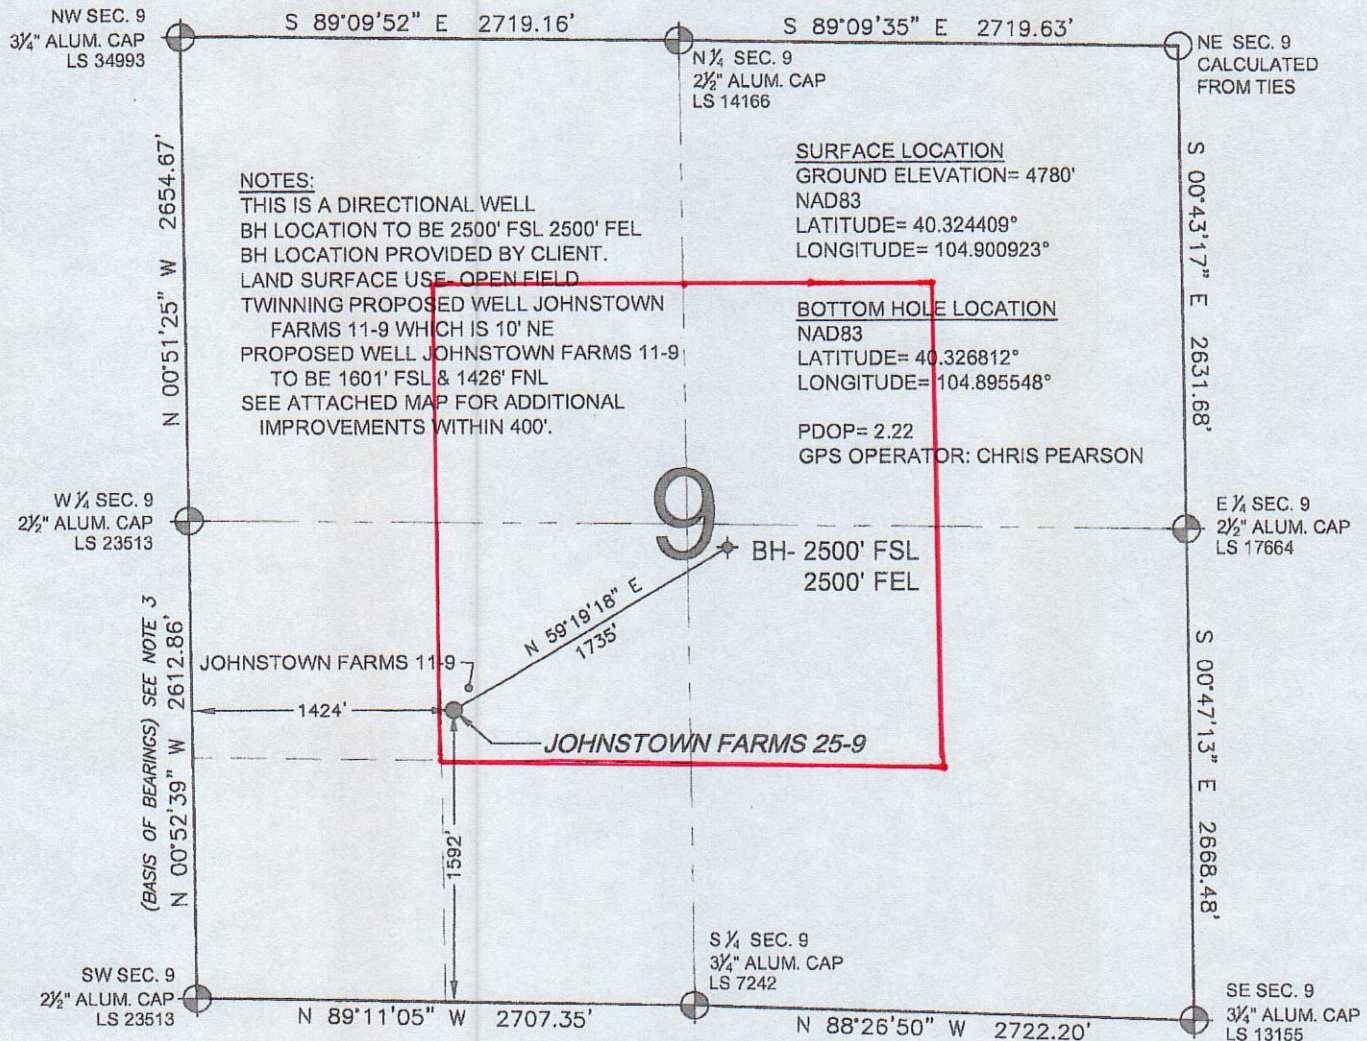 NW SEC. 9
3¼" ALUM. CAP
LS 34993
S 89°09'52" E 2719.16'
N ¼ SEC. 9
2½" ALUM. CAP
LS 14166
S 89°09'35" E 2719.63'
NE SEC. 9
CALCULATED
FROM TIES
N 00°51'25" W 2654.67'
NOTES:
THIS IS A DIRECTIONAL WELL
BH LOCATION TO BE 2500' FSL 2500' FEL
BH LOCATION PROVIDED BY CLIENT.
LAND SURFACE USE- OPEN FIELD
TWINNING PROPOSED WELL JOHNSTOWN
FARMS 11-9 WHICH IS 10' NE
PROPOSED WELL JOHNSTOWN FARMS 11-9
TO BE 1601' FSL & 1426' FNL
SEE ATTACHED MAP FOR ADDITIONAL
IMPROVEMENTS WITHIN 400'.
SURFACE LOCATION
GROUND ELEVATION= 4780'
NAD83
LATITUDE= 40.324409°
LONGITUDE= 104.900923°
BOTTOM HOLE LOCATION
NAD83
LATITUDE= 40.326812°
LONGITUDE= 104.895548°
PDOP= 2.22
GPS OPERATOR: CHRIS PEARSON
S 00°43'17" E 2631.68'
W ¼ SEC. 9
2½" ALUM. CAP
LS 23513
9
E ¼ SEC. 9
2½" ALUM. CAP
LS 17664
BH- 2500' FSL
2500' FEL
N 59°19'18" E
1735'
(BASIS OF BEARINGS) SEE NOTE 3
N 00°52'39" W 2612.86'
JOHNSTOWN FARMS 11-9
1424'
JOHNSTOWN FARMS 25-9
1592'
S 00°47'13" E 2668.48'
SW SEC. 9
2½" ALUM. CAP
LS 23513
N 89°11'05" W 2707.35'
S ¼ SEC. 9
3¼" ALUM. CAP
LS 7242
N 88°26'50" W 2722.20'
SE SEC. 9
3¼" ALUM. CAP
LS 13155